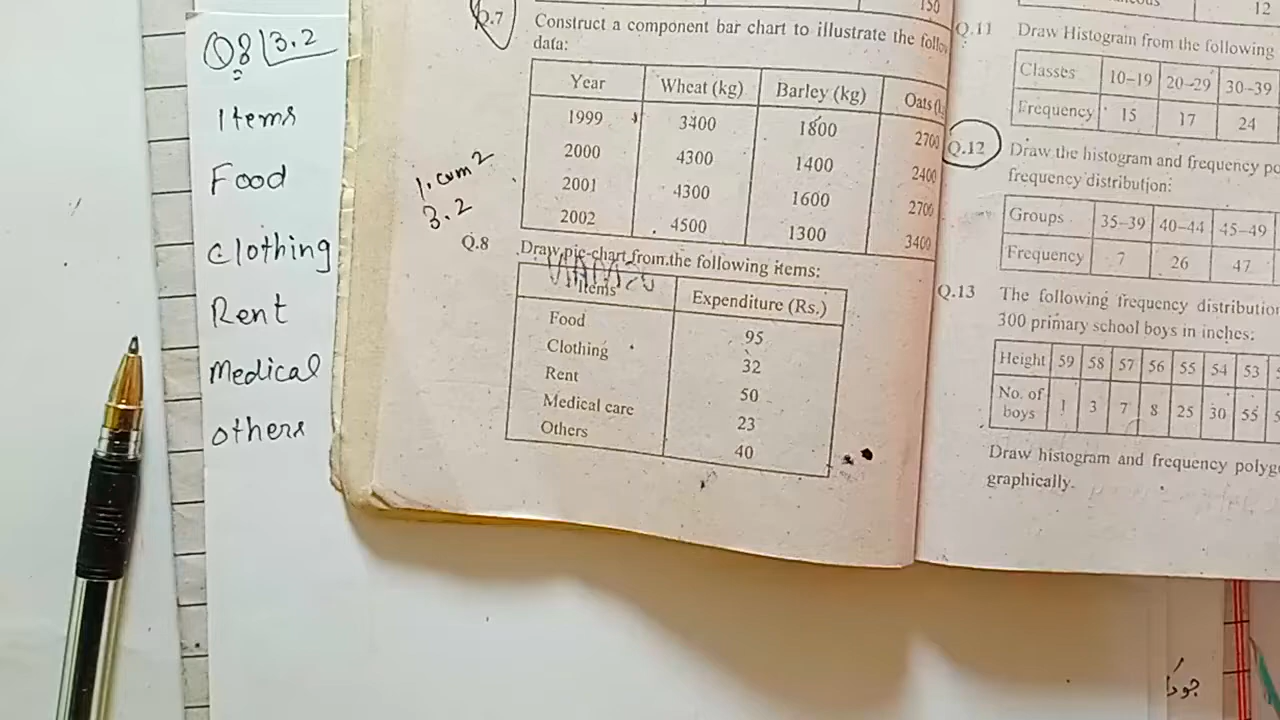 Q8 3.2
Items
Food
Clothing
Rent
Medical
others
1.cum2
3.2
150
Q.7 Construct a component bar chart to illustrate the follow
data:
Year Wheat (kg) Barley (kg) Oats (k
1999 3400 1800 2700
2000 4300 1400 2400
2001 4300 1600 2700
2002 4500 1300 3400
Q.8 Draw pie-chart from the following items:
Items Expenditure (Rs.)
Food 95
Clothing 32
Rent 50
Medical care 23
Others 40
12
Q.11 Draw Histogram from the following
Classes 10–19 20–29 30–39
Frequency 15 17 24
Q.12 Draw the histogram and frequency po
frequency distribution:
Groups 35–39 40–44 45–49
Frequency 7 26 47
Q.13 The following frequency distribution
300 primary school boys in inches:
Height 59 58 57 56 55 54 53
No. of boys 1 3 7 8 25 30 55
Draw histogram and frequency polyg
graphically.